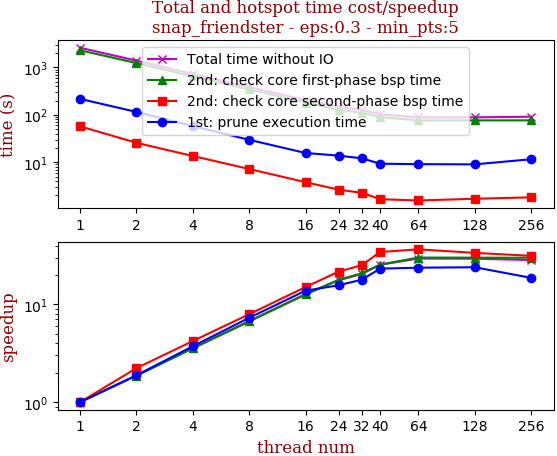 Total and hotspot time cost/speedup
snap_friendster - eps:0.3 - min_pts:5
time (s)
10³
10²
10¹
Total time without IO
2nd: check core first-phase bsp time
2nd: check core second-phase bsp time
1st: prune execution time
1 2 4 8 16 24 32 40 64 128 256
speedup
10¹
10⁰
1 2 4 8 16 24 32 40 64 128 256
thread num